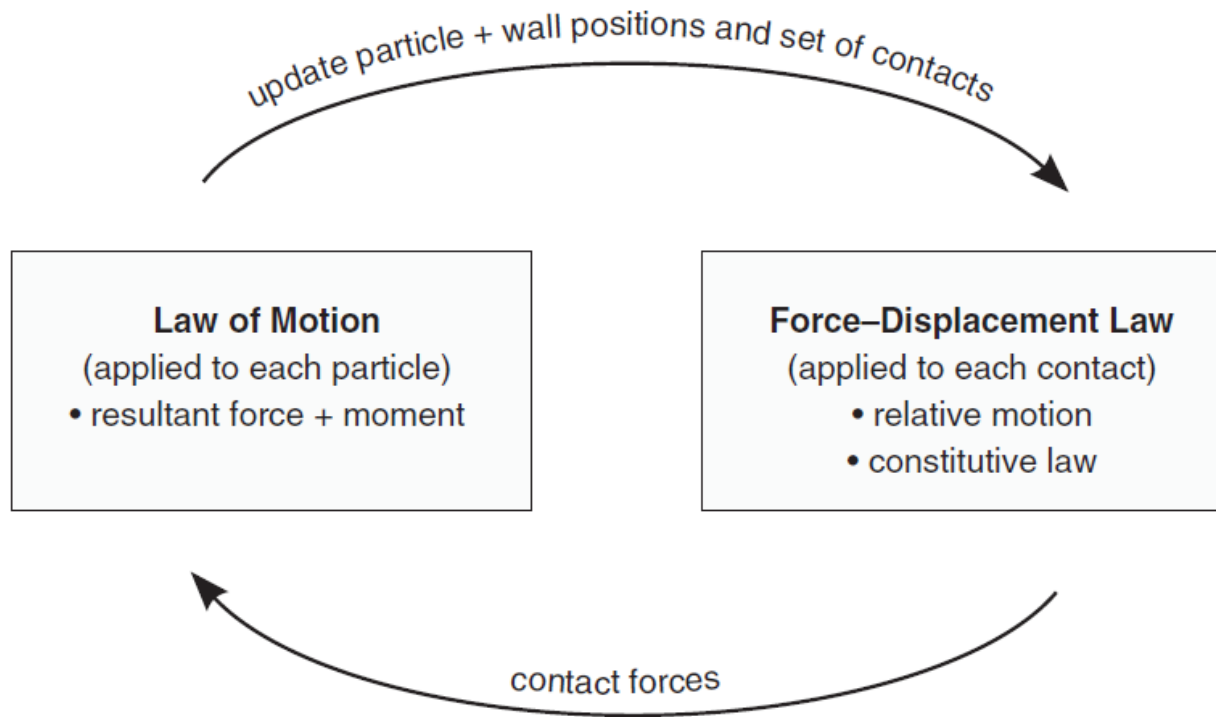 update particle + wall positions and set of contacts
Law of Motion
(applied to each particle)
• resultant force + moment
Force–Displacement Law
(applied to each contact)
• relative motion
• constitutive law
contact forces